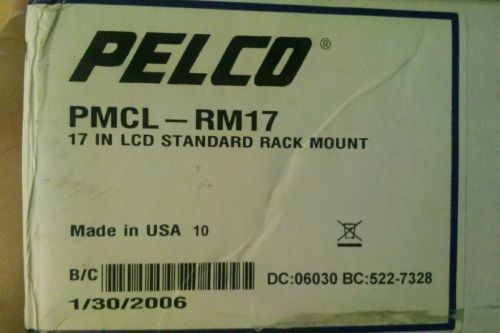 PELCO®
PMCL – RM17
17 IN LCD STANDARD RACK MOUNT
Made in USA 10
B/C DC:06030 BC:522-7328
1/30/2006